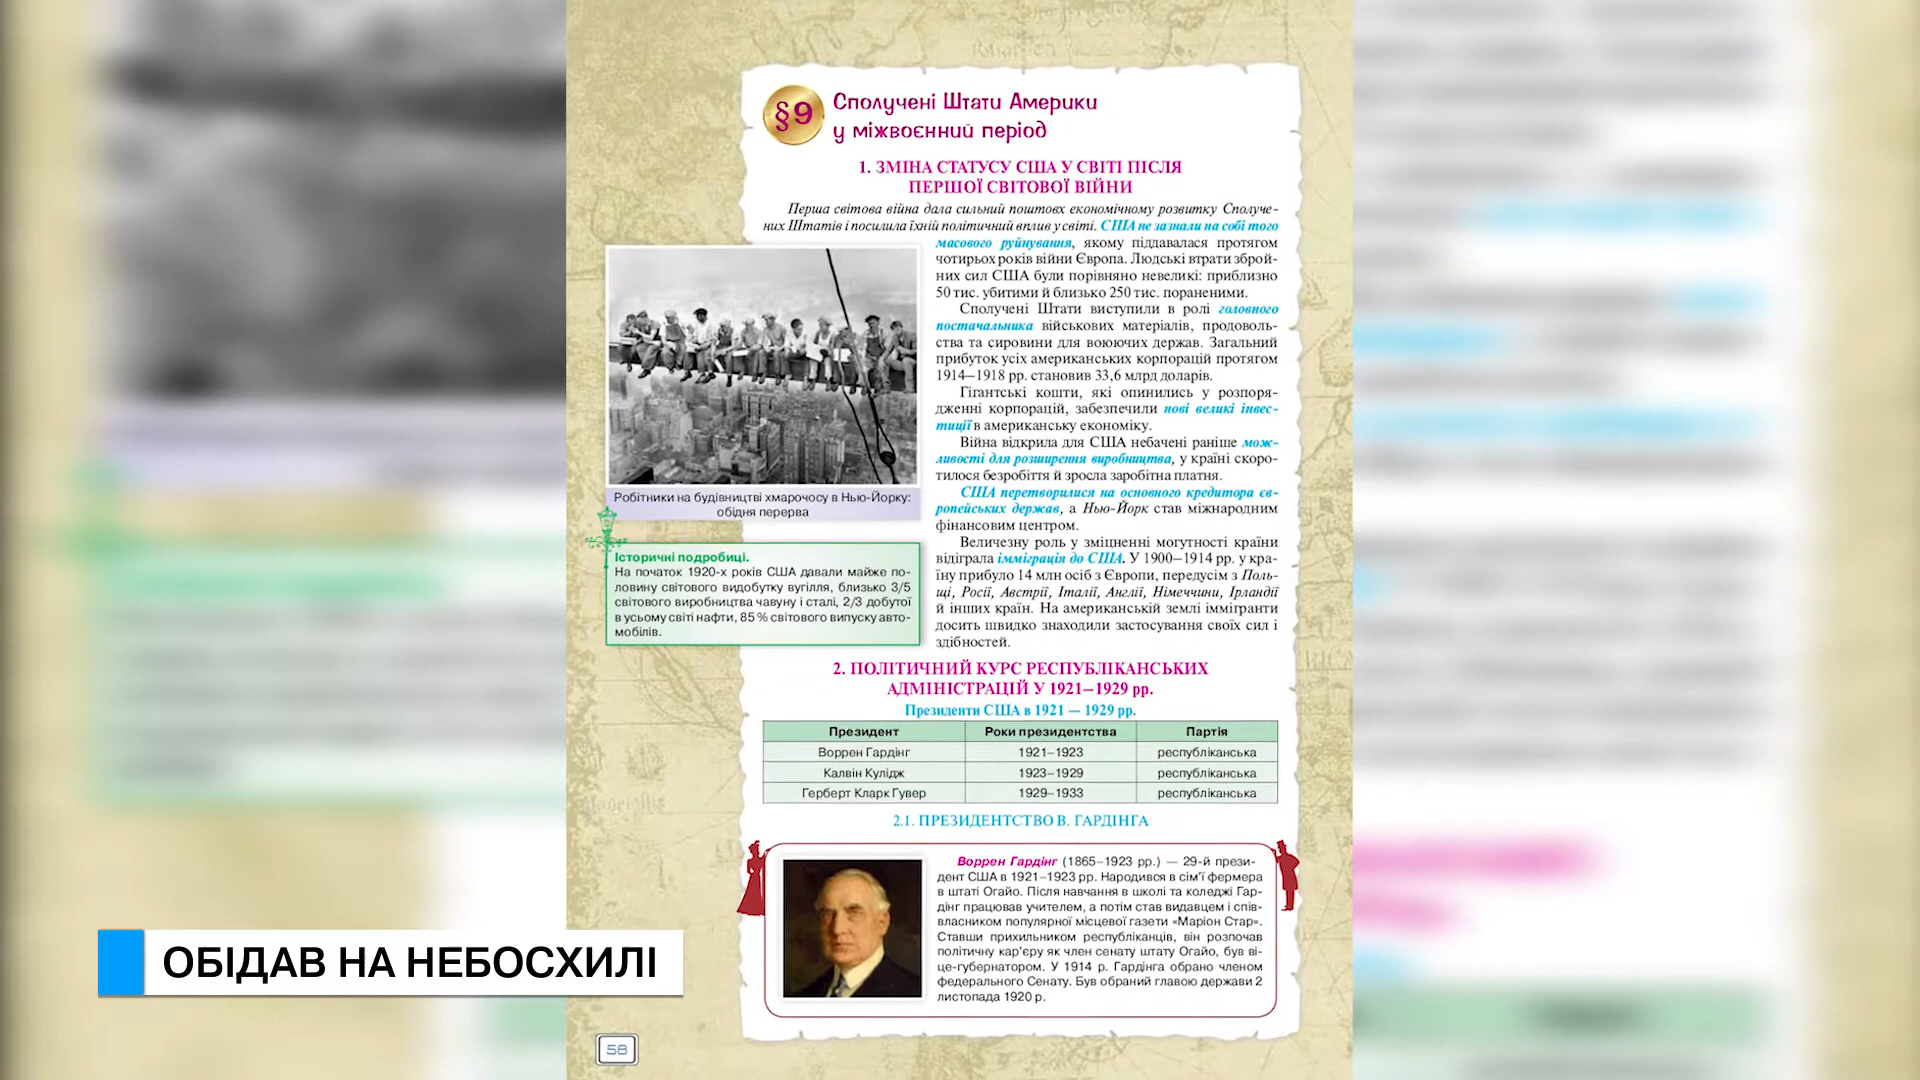 §9
Сполучені Штати Америки
у міжвоєнний період
1. ЗМІНА СТАТУСУ США У СВІТІ ПІСЛЯ
ПЕРШОЇ СВІТОВОЇ ВІЙНИ
Перша світова війна дала сильний поштовх економічному розвитку Сполуче-
них Штатів і посилила їхній політичний вплив у світі. США не зазнали на собі того
масового руйнування, якому піддавалася протягом
чотирьох років війни Європа. Людські втрати зброй-
них сил США були порівняно невеликі: приблизно
50 тис. убитими й близько 250 тис. пораненими.
Сполучені Штати виступили в ролі головного
постачальника військових матеріалів, продоволь-
ства та сировини для воюючих держав. Загальний
прибуток усіх американських корпорацій протягом
1914—1918 рр. становив 33,6 млрд доларів.
Гігантські кошти, які опинились у розпоря-
дженні корпорацій, забезпечили нові великі інвес-
тиції в американську економіку.
Війна відкрила для США небачені раніше мож-
ливості для розширення виробництва, у країні скоро-
тилося безробіття й зросла заробітна платня.
США перетворилися на основного кредитора єв-
ропейських держав, а Нью-Йорк став міжнародним
фінансовим центром.
Величезну роль у зміцненні могутності країни
відіграла імміграція до США. У 1900—1914 рр. у кра-
їну прибуло 14 млн осіб з Європи, передусім з Поль-
щі, Росії, Австрії, Італії, Англії, Німеччини, Ірландії
й інших країн. На американській землі іммігранти
досить швидко знаходили застосування своїх сил і
здібностей.
Робітники на будівництві хмарочосу в Нью-Йорку:
обідня перерва
Історичні подробиці.
На початок 1920-х років США давали майже по-
ловину світового видобутку вугілля, близько 3/5
світового виробництва чавуну і сталі, 2/3 добутої
в усьому світі нафти, 85 % світового випуску авто-
мобілів.
2. ПОЛІТИЧНИЙ КУРС РЕСПУБЛІКАНСЬКИХ
АДМІНІСТРАЦІЙ У 1921—1929 рр.
Президенти США в 1921 — 1929 рр.
Президент Роки президентства Партія
Воррен Гардінг 1921–1923 республіканська
Калвін Кулідж 1923–1929 республіканська
Герберт Кларк Гувер 1929–1933 республіканська
2.1. ПРЕЗИДЕНТСТВО В. ГАРДІНГА
Воррен Гардінг (1865–1923 рр.) — 29-й прези-
дент США в 1921–1923 рр. Народився в сім'ї фермера
в штаті Огайо. Після навчання в школі та коледжі Гар-
дінг працював учителем, а потім став видавцем і спів-
власником популярної місцевої газети «Маріон Стар».
Ставши прихильником республіканців, він розпочав
політичну кар'єру як член сенату штату Огайо, був ві-
це-губернатором. У 1914 р. Гардінга обрано членом
федерального Сенату. Був обраний главою держави 2
листопада 1920 р.
ОБІДАВ НА НЕБОСХИЛІ
58